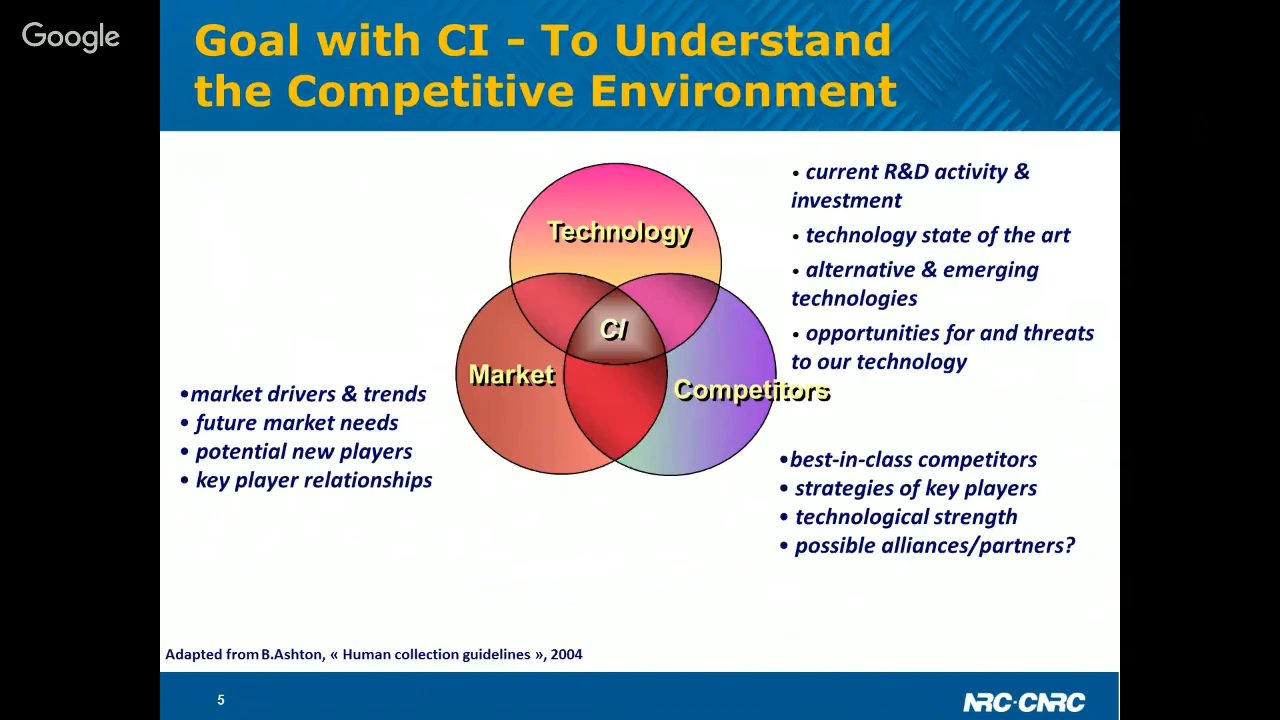 Google
Goal with CI - To Understand
the Competitive Environment
• current R&D activity &
investment
• technology state of the art
• alternative & emerging
technologies
• opportunities for and threats
to our technology
Technology
CI
Market
Competitors
•market drivers & trends
• future market needs
• potential new players
• key player relationships
•best-in-class competitors
• strategies of key players
• technological strength
• possible alliances/partners?
Adapted from B.Ashton, « Human collection guidelines », 2004
5
NRC·CNRC